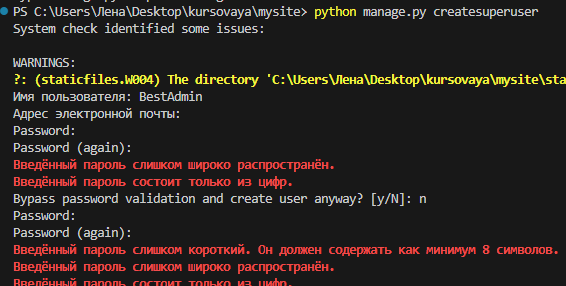 PS C:\Users\Лена\Desktop\kursovaya\mysite> python manage.py createsuperuser
System check identified some issues:
WARNINGS:
?: (staticfiles.W004) The directory 'C:\Users\Лена\Desktop\kursovaya\mysite\sta
Имя пользователя: BestAdmin
Адрес электронной почты:
Password:
Password (again):
Введённый пароль слишком широко распространён.
Введённый пароль состоит только из цифр.
Bypass password validation and create user anyway? [y/N]: n
Password:
Password (again):
Введённый пароль слишком короткий. Он должен содержать как минимум 8 символов.
Введённый пароль слишком широко распространён.
Введённый пароль состоит только из цифр.